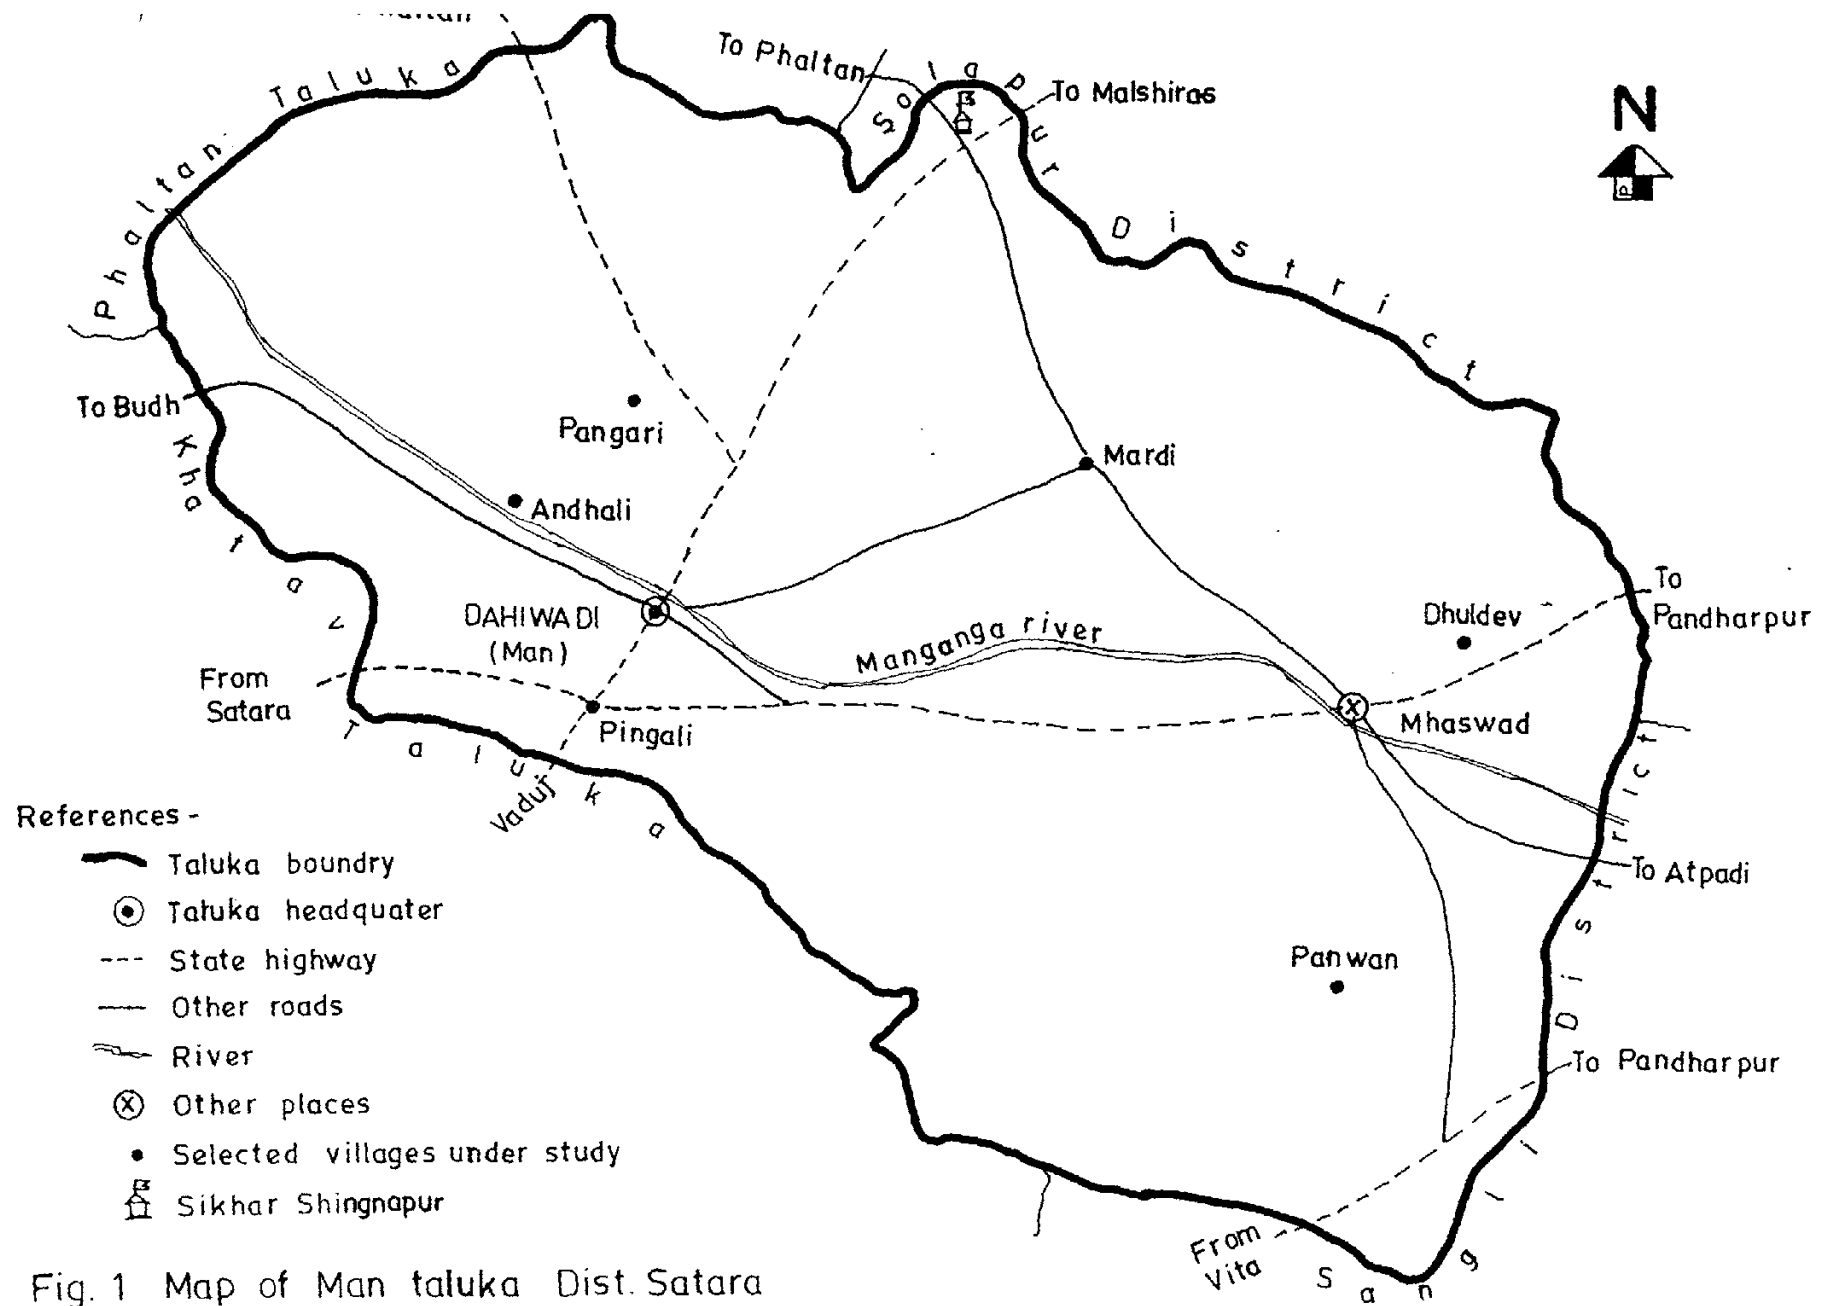 To Phaltan
To Malshiras
N
Phaltan Taluka
Solapur District
To Budh
Pangari
Andhali
Mardi
To
Pandharpur
Dhuldev
DAHIWADI
(Man)
Manganga river
From
Satara
Pingali
Mhaswad
Khatav Taluka
Vaduj
To Atpadi
Panwan
To Pandharpur
From
Vita
Sangli District
References -
Taluka boundry
Taluka headquater
State highway
Other roads
River
Other places
Selected villages under study
Sikhar Shingnapur
Fig. 1 Map of Man taluka Dist. Satara